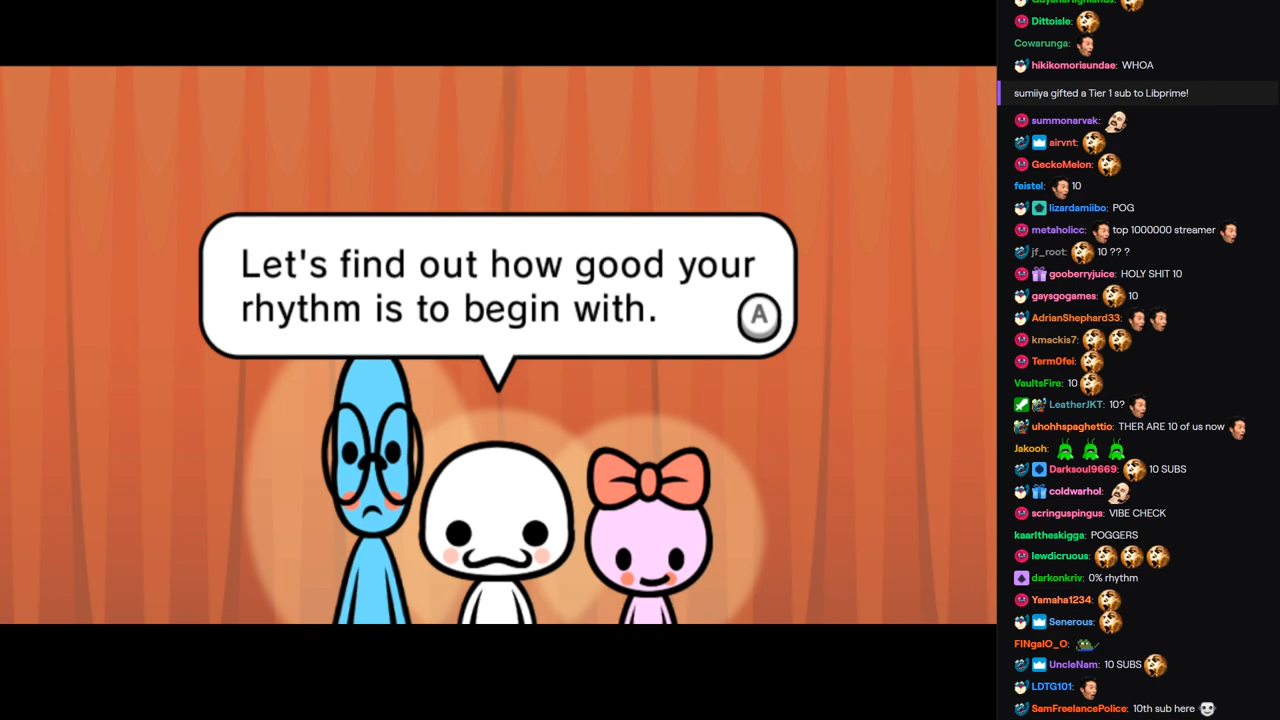 Let's find out how good your
rhythm is to begin with.
A
Dittoisle:
Cowarunga:
hikikomorisundae: WHOA
sumiiya gifted a Tier 1 sub to Libprime!
summonarvak:
airvnt:
GeckoMelon:
feistel: 10
lizardamiibo: POG
metaholicc: top 1000000 streamer
jf_root: 10 ?? ?
gooberryjuice: HOLY SHIT 10
gaysgogames: 10
AdrianShephard33:
kmackis7:
Term0fei:
VaultsFire: 10
LeatherJKT: 10?
uhohhspaghettio: THER ARE 10 of us now
Jakooh:
Darksoul9669: 10 SUBS
coldwarhol:
scringuspingus: VIBE CHECK
kaarltheskigga: POGGERS
lewdicruous:
darkonkriv: 0% rhythm
Yamaha1234:
Senerous:
FINgalO_O:
UncleNam: 10 SUBS
LDTG101:
SamFreelancePolice: 10th sub here